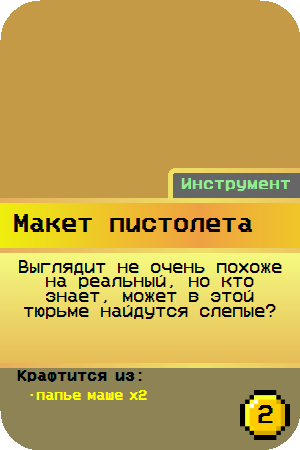 Инструмент
Макет пистолета
Выглядит не очень похоже
на реальный, но кто
знает, может в этой
тюрьме найдутся слепые?
Крафтится из:
·папье маше x2
2